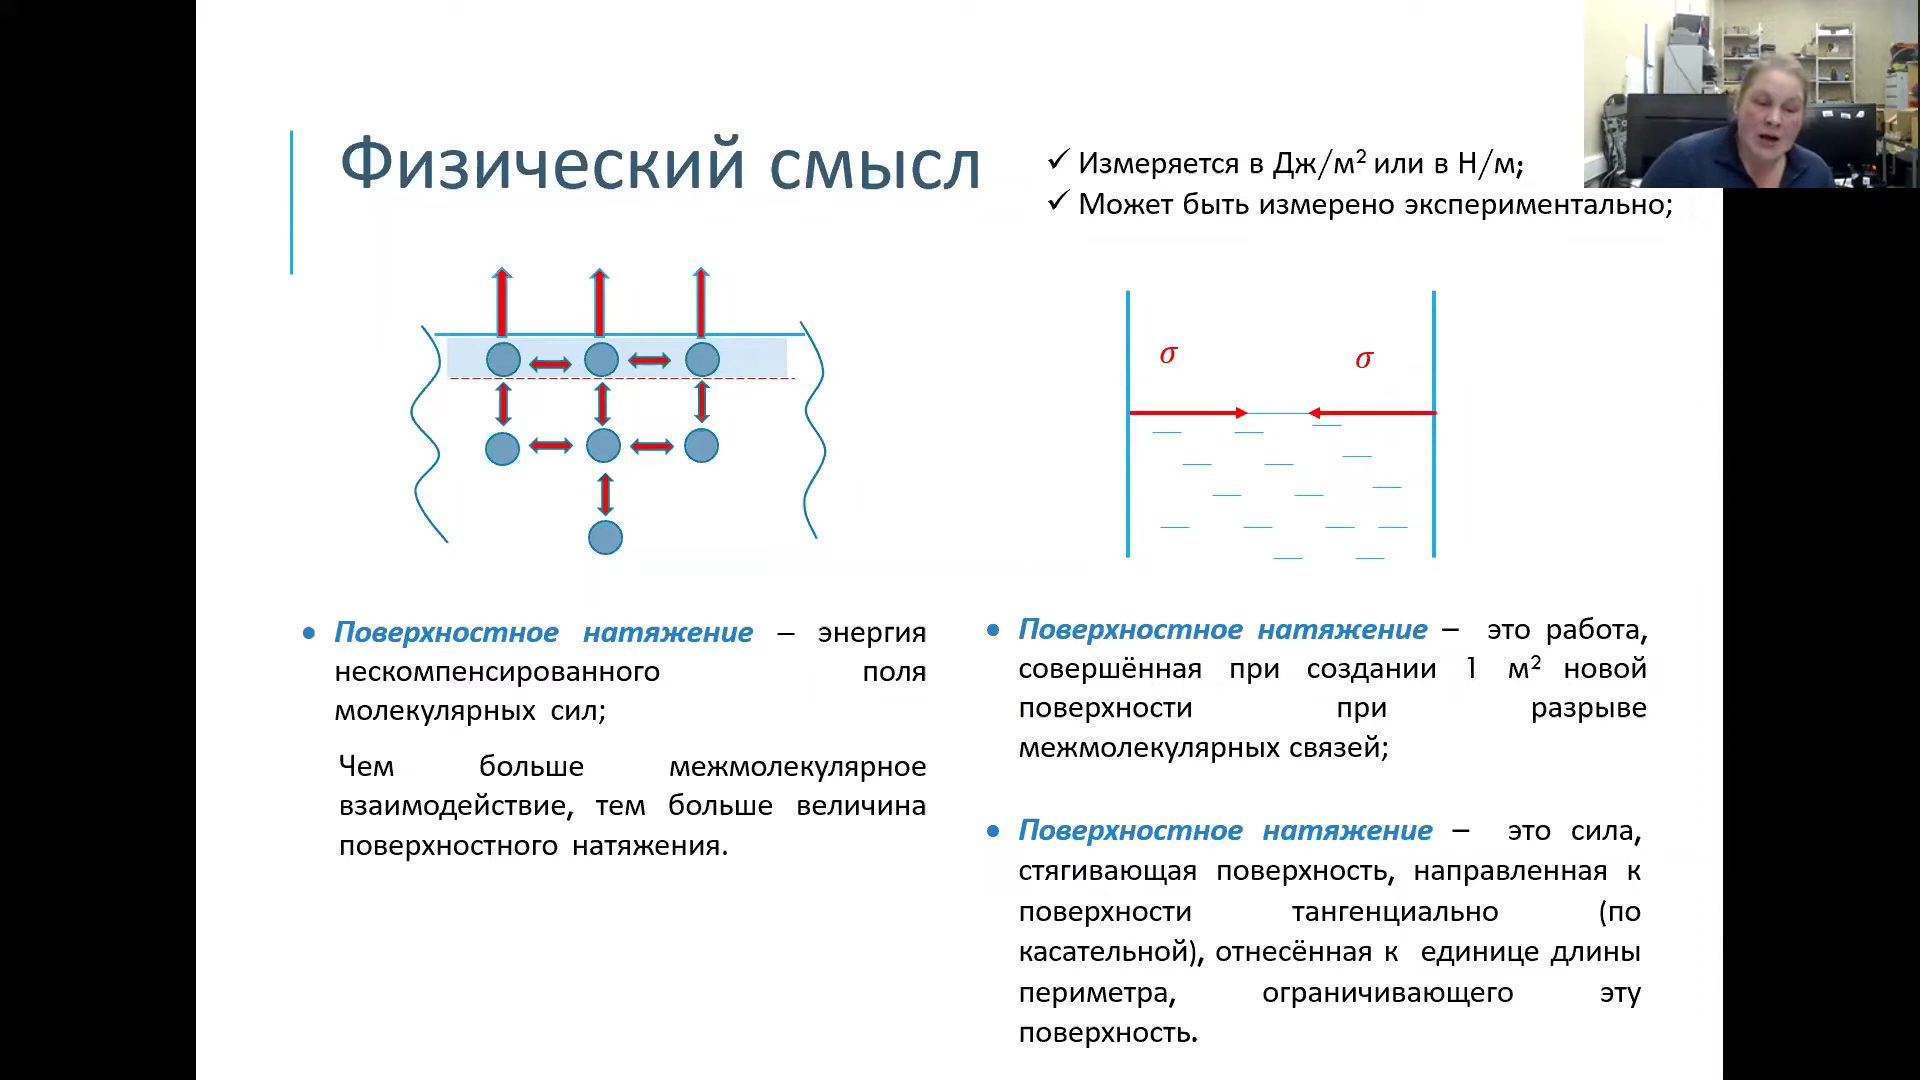 Физический смысл
✓ Измеряется в Дж/м² или в Н/м;
✓ Может быть измерено экспериментально;
σ σ
• Поверхностное натяжение – энергия
нескомпенсированного поля
молекулярных сил;
Чем больше межмолекулярное
взаимодействие, тем больше величина
поверхностного натяжения.
• Поверхностное натяжение – это работа,
совершённая при создании 1 м² новой
поверхности при разрыве
межмолекулярных связей;
• Поверхностное натяжение – это сила,
стягивающая поверхность, направленная к
поверхности тангенциально (по
касательной), отнесённая к единице длины
периметра, ограничивающего эту
поверхность.